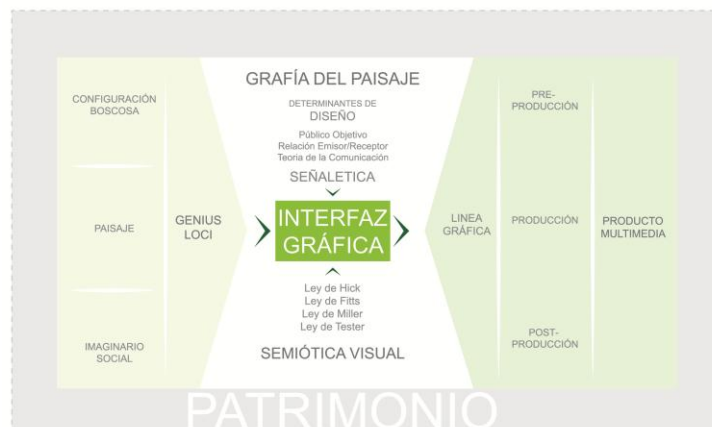 CONFIGURACIÓN
BOSCOSA
PAISAJE
IMAGINARIO
SOCIAL
GENIUS
LOCI
GRAFÍA DEL PAISAJE
DETERMINANTES DE
DISEÑO
Público Objetivo
Relación Emisor/Receptor
Teoria de la Comunicación
SEÑALETICA
INTERFAZ
GRÁFICA
Ley de Hick
Ley de Fitts
Ley de Miller
Ley de Tester
SEMIÓTICA VISUAL
LINEA
GRÁFICA
PRE-
PRODUCCIÓN
PRODUCCIÓN
POST-
PRODUCCIÓN
PRODUCTO
MULTIMEDIA
PATRIMONIO